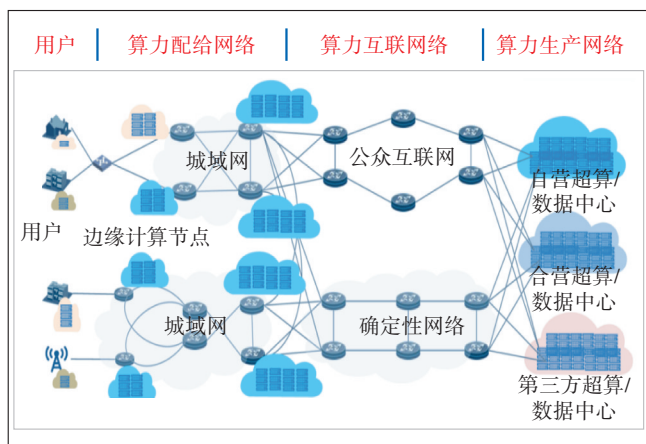 用户 算力配给网络 算力互联网络 算力生产网络
城域网
公众互联网
自营超算/
数据中心
用户
边缘计算节点
合营超算/
数据中心
城域网
确定性网络
第三方超算/
数据中心